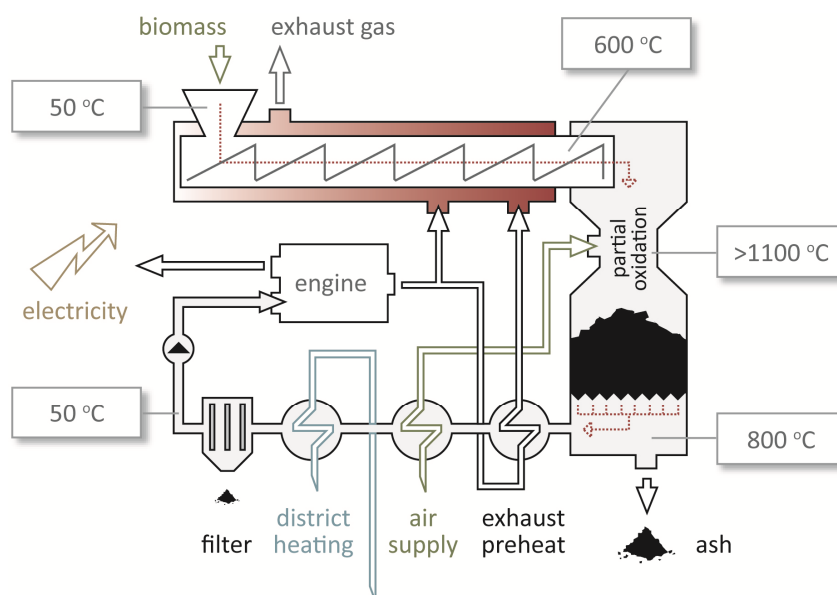 biomass
exhaust gas
600 °C
50 °C
partial
oxidation
>1100 °C
engine
electricity
50 °C
800 °C
filter
district
heating
air
supply
exhaust
preheat
ash